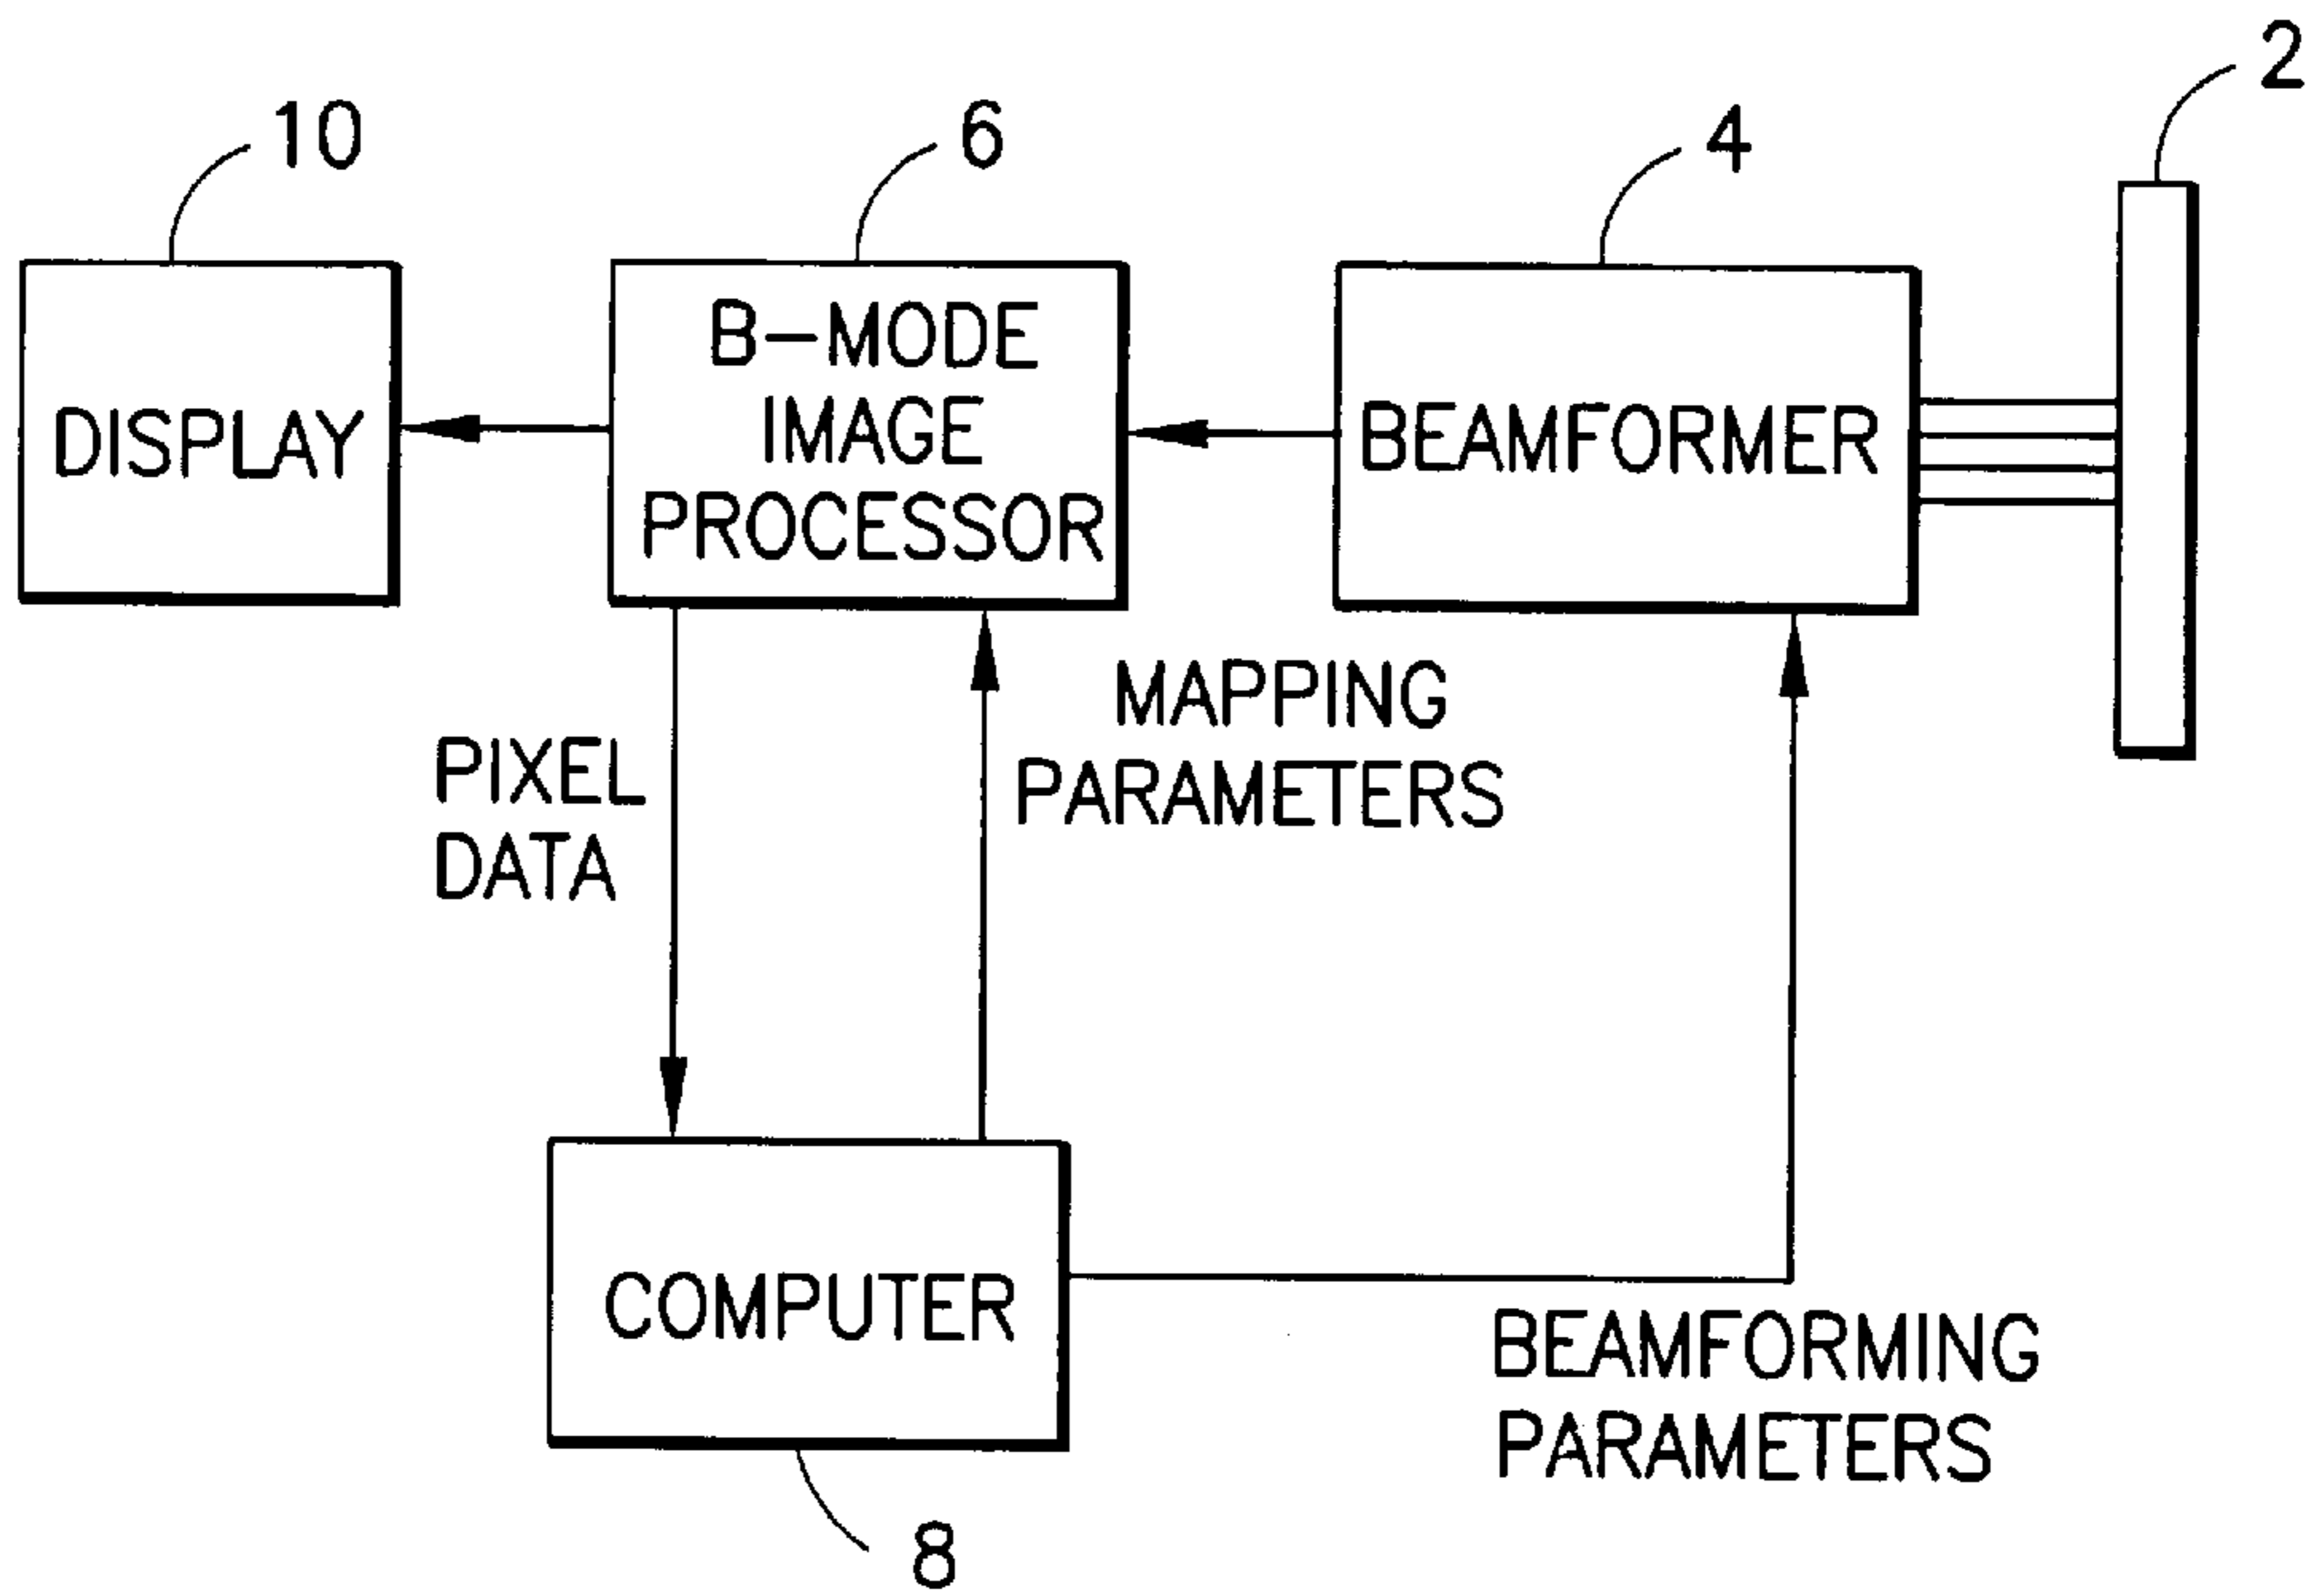 2
10
6
4
B-MODE
IMAGE
PROCESSOR
DISPLAY
BEAMFORMER
MAPPING
PARAMETERS
PIXEL
DATA
COMPUTER
BEAMFORMING
PARAMETERS
8